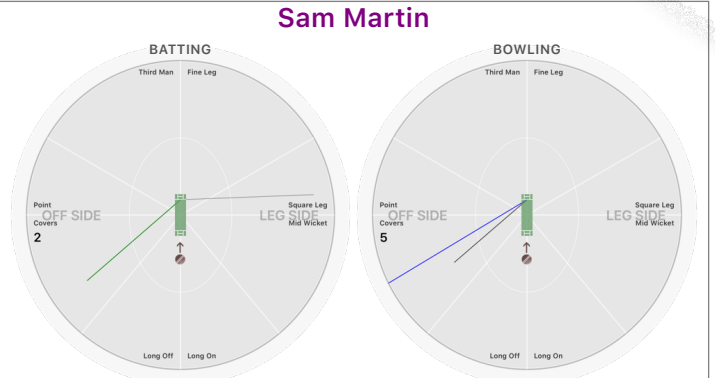 Sam Martin
BATTING
Third Man Fine Leg
Point
OFF SIDE
Covers
2
Square Leg
LEG SIDE
Mid Wicket
Long Off Long On
BOWLING
Third Man Fine Leg
Point
OFF SIDE
Covers
5
Square Leg
LEG SIDE
Mid Wicket
Long Off Long On